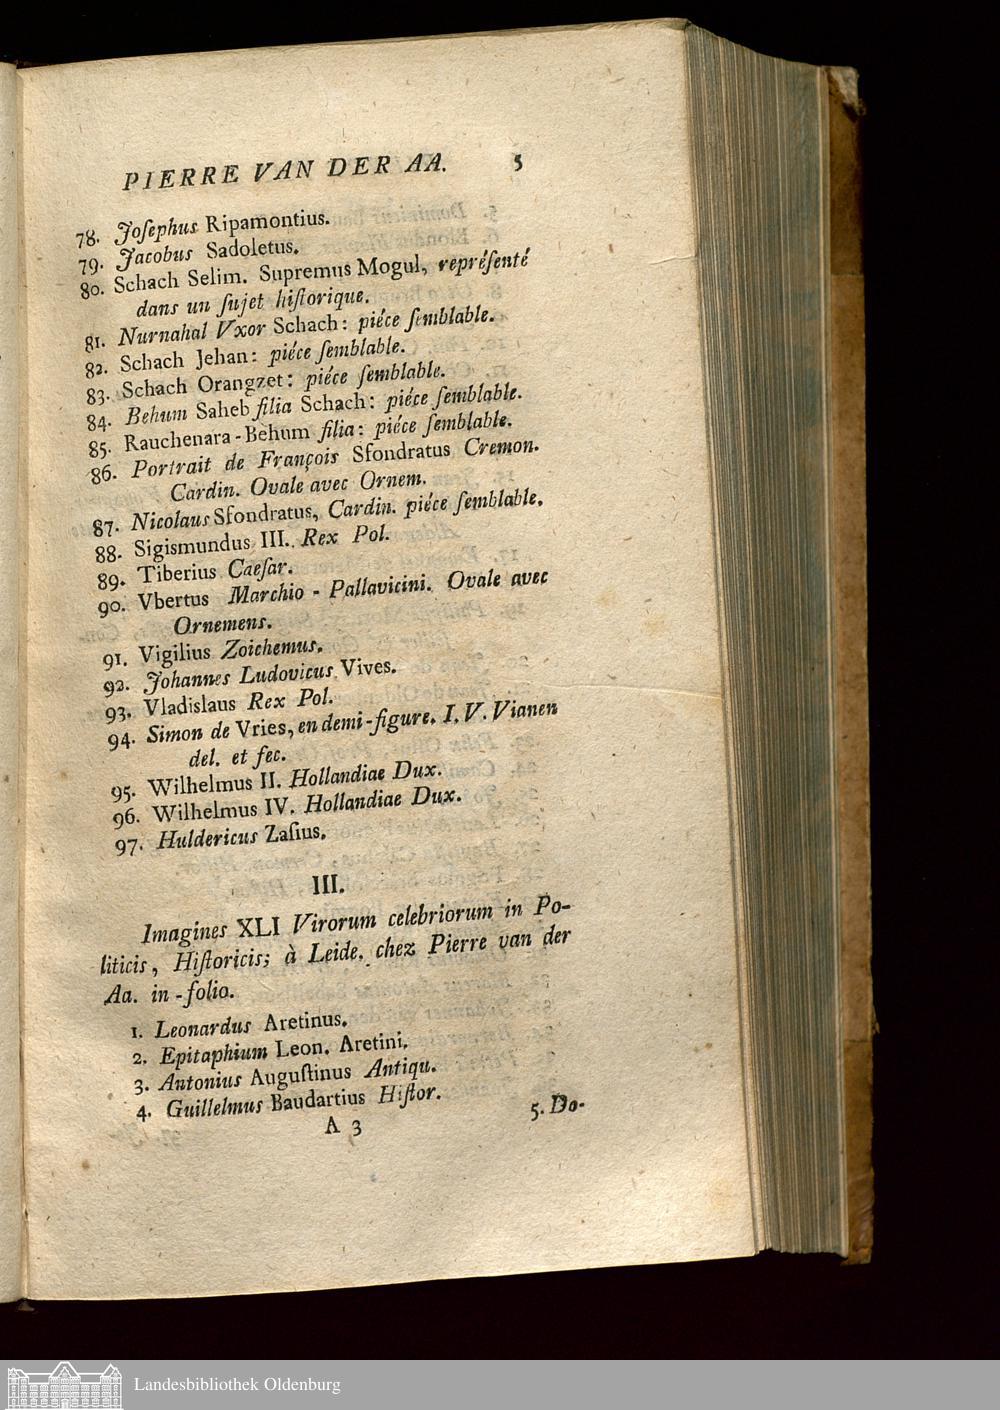 PIERRE VAN DER AA. 5
78. Joſephus Ripamontius.
79. Jacobus Sadoletus.
80. Schach Selim. Supremus Mogul, repréſenté
dans un ſujet hiſtorique.
81. Nurnahal Vxor Schach: piéce ſemblable.
82. Schach Jehan: piéce ſemblable.
83. Schach Orangzet: piéce ſemblable.
84. Behum Saheb filia Schach: piéce ſemblable.
85. Rauchenara-Behum filia: piéce ſemblable.
86. Portrait de François Sfondratus Cremon.
Cardin. Ovale avec Ornem.
87. Nicolaus Sfondratus, Cardin. piéce ſemblable.
88. Sigismundus III. Rex Pol.
89. Tiberius Caeſar.
90. Vbertus Marchio - Pallavicini. Ovale avec
Ornemens.
91. Vigilius Zoichemus.
92. Johannes Ludovicus Vives.
93. Vladislaus Rex Pol.
94. Simon de Vries, en demi-figure. I. V. Vianen
del. et fec.
95. Wilhelmus II. Hollandiae Dux.
96. Wilhelmus IV. Hollandiae Dux.
97. Huldericus Zaſius.
III.
Imagines XLI Virorum celebriorum in Po-
liticis, Hiſtoricis; à Leide, chez Pierre van der
Aa. in-folio.
1. Leonardus Aretinus.
2. Epitaphium Leon. Aretini.
3. Antonius Auguſtinus Antiqu.
4. Guillelmus Baudartius Hiſtor.
A 3 5. Do-
Landesbibliothek Oldenburg